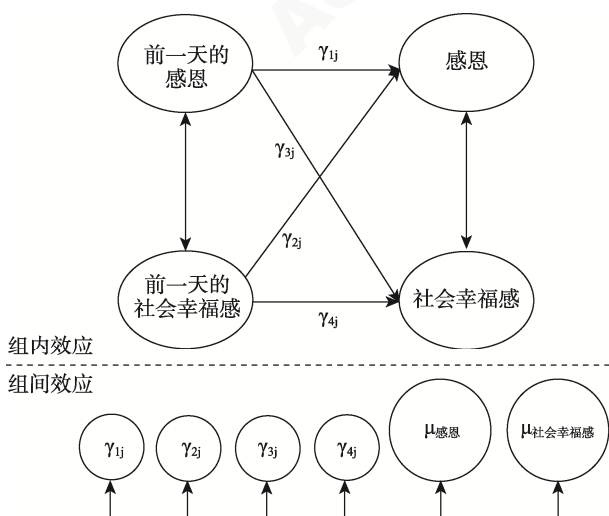 前一天的
感恩
γ1j
感恩
γ3j
γ2j
前一天的
社会幸福感
γ4j
社会幸福感
组内效应
组间效应
γ1j
γ2j
γ3j
γ4j
μ感恩
μ社会幸福感